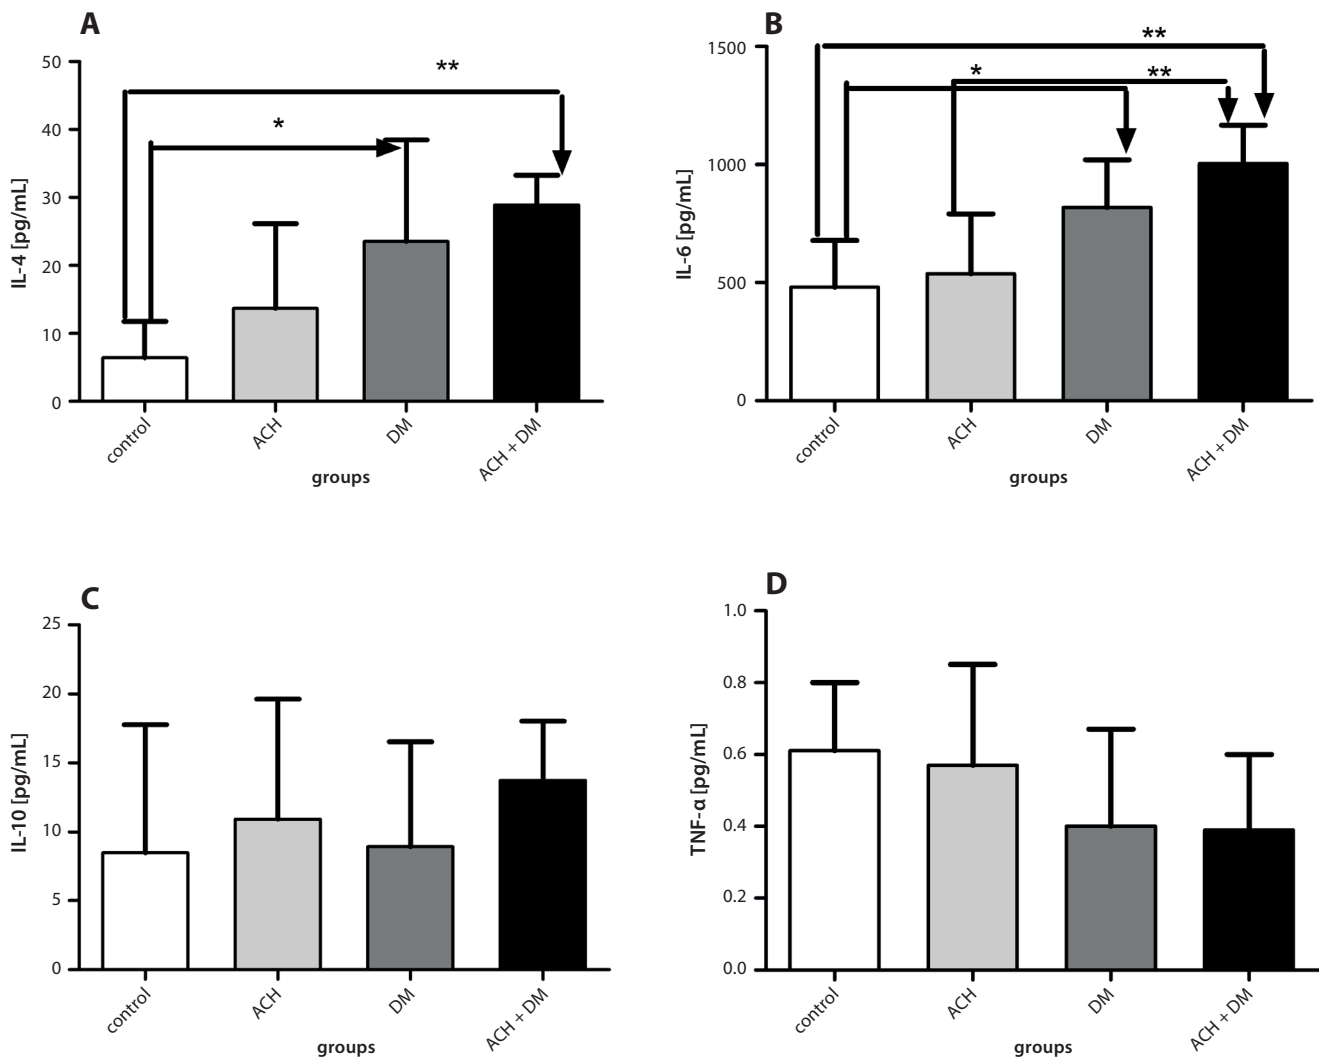 A
IL-4 [pg/mL]
50
40
30
20
10
0
*
**
control
ACH
DM
ACH + DM
groups
B
IL-6 [pg/mL]
1500
1000
500
0
**
*
**
control
ACH
DM
ACH + DM
groups
C
IL-10 [pg/mL]
25
20
15
10
5
0
control
ACH
DM
ACH + DM
groups
D
TNF-α [pg/mL]
1.0
0.8
0.6
0.4
0.2
0.0
control
ACH
DM
ACH + DM
groups